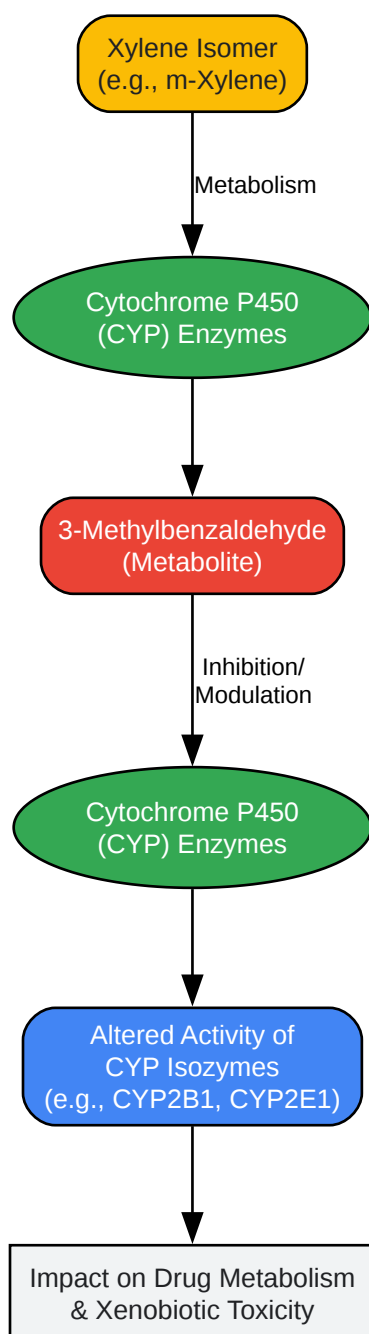 Xylene Isomer
(e.g., m-Xylene)
Metabolism
Cytochrome P450
(CYP) Enzymes
3-Methylbenzaldehyde
(Metabolite)
Inhibition/
Modulation
Cytochrome P450
(CYP) Enzymes
Altered Activity of
CYP Isozymes
(e.g., CYP2B1, CYP2E1)
Impact on Drug Metabolism
& Xenobiotic Toxicity